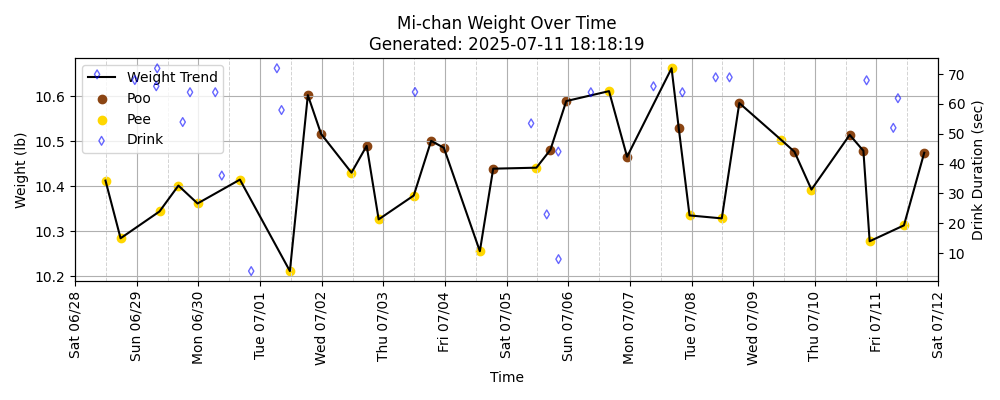 Mi-chan Weight Over Time
Generated: 2025-07-11 18:18:19
Weight Trend
Poo
Pee
Drink
Weight (lb)
10.6
10.5
10.4
10.3
10.2
Drink Duration (sec)
70
60
50
40
30
20
10
Sat 06/28
Sun 06/29
Mon 06/30
Tue 07/01
Wed 07/02
Thu 07/03
Fri 07/04
Sat 07/05
Sun 07/06
Mon 07/07
Tue 07/08
Wed 07/09
Thu 07/10
Fri 07/11
Sat 07/12
Time